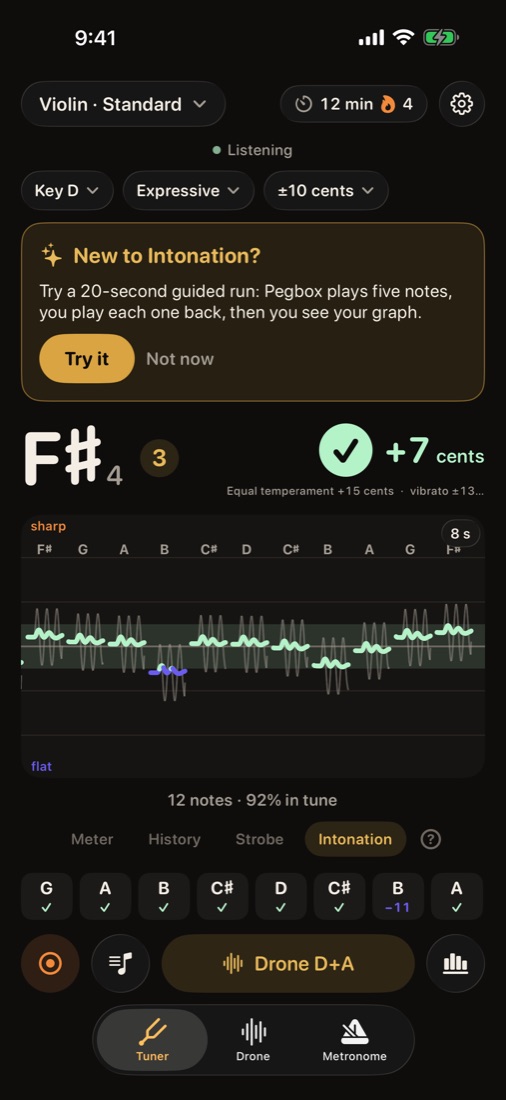 9:41
Violin · Standard
12 min 4
Listening
Key D
Expressive
±10 cents
New to Intonation?
Try a 20-second guided run: Pegbox plays five notes,
you play each one back, then you see your graph.
Try it
Not now
F#4
3
+7 cents
Equal temperament +15 cents · vibrato ±13...
sharp
8 s
F# G A B C# D C# B A G F#
flat
12 notes · 92% in tune
Meter
History
Strobe
Intonation
?
G A B C# D C# B A
-11
Drone D+A
Tuner
Drone
Metronome